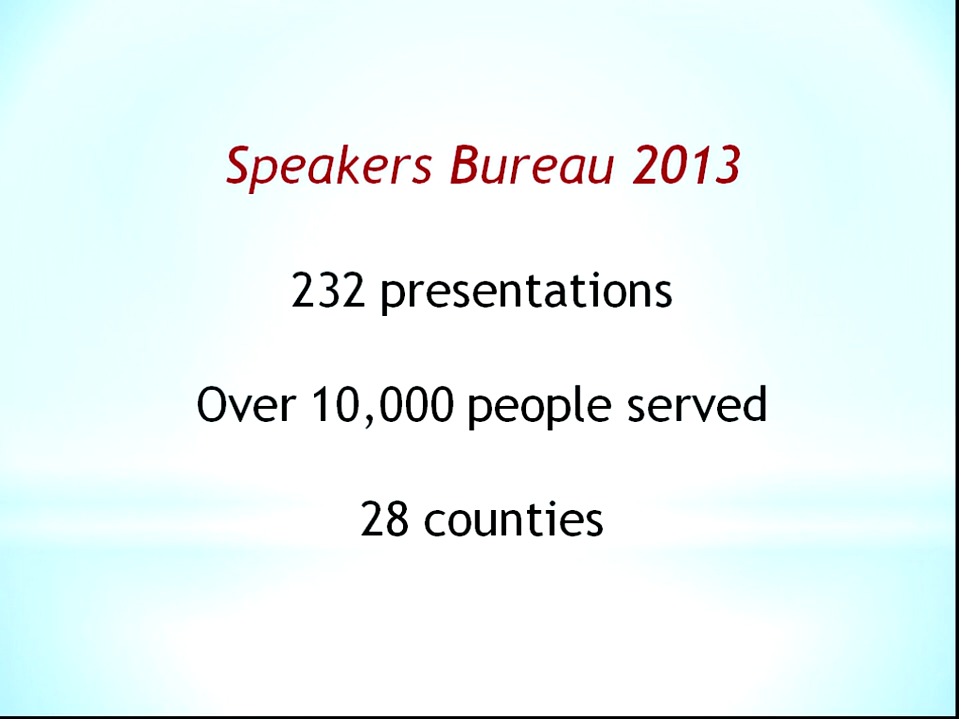 Speakers Bureau 2013
232 presentations
Over 10,000 people served
28 counties